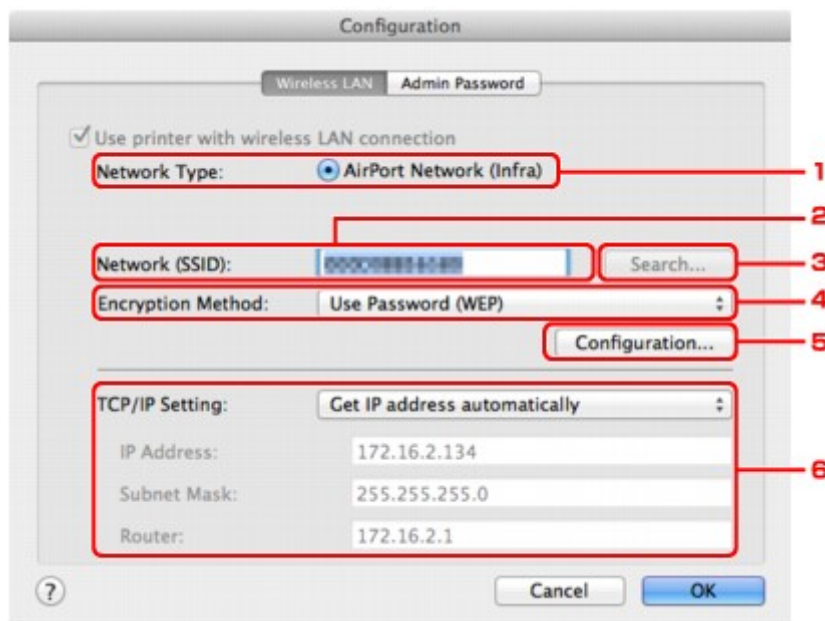 Configuration
Wireless LAN Admin Password
Use printer with wireless LAN connection
Network Type: AirPort Network (Infra) 1
2
Network (SSID): Search... 3
Encryption Method: Use Password (WEP) 4
Configuration... 5
TCP/IP Setting: Get IP address automatically
IP Address: 172.16.2.134
6
Subnet Mask: 255.255.255.0
Router: 172.16.2.1
? Cancel OK